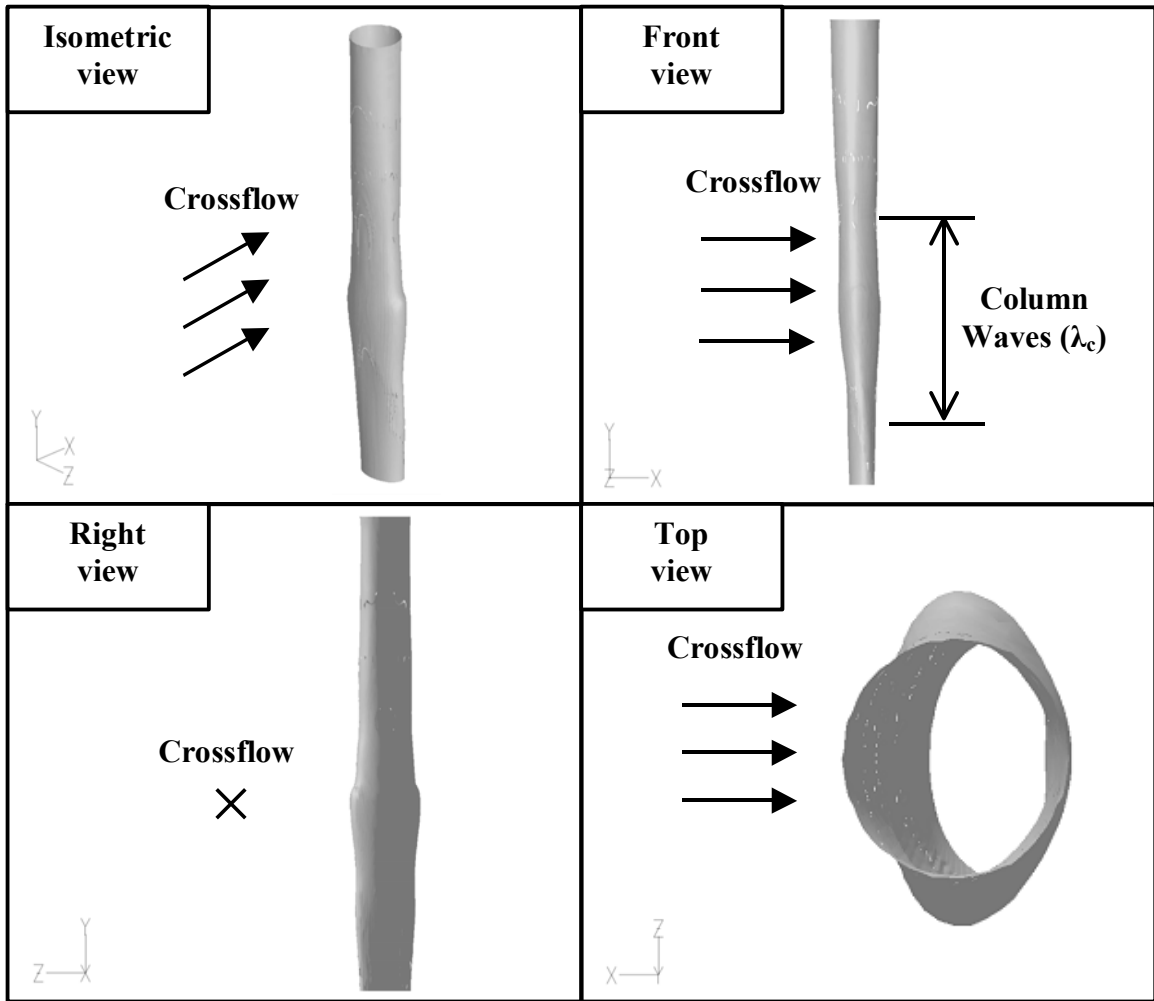 Isometric
view
Crossflow
Y
X
Z
Front
view
Crossflow
Column
Waves (λc)
Y
Z
X
Right
view
Crossflow
Y
Z
X
Top
view
Crossflow
Z
X
Y